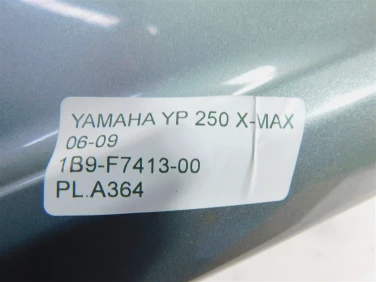 YAMAHA YP 250 X-MAX
06-09
1B9-F7413-00
PL.A364